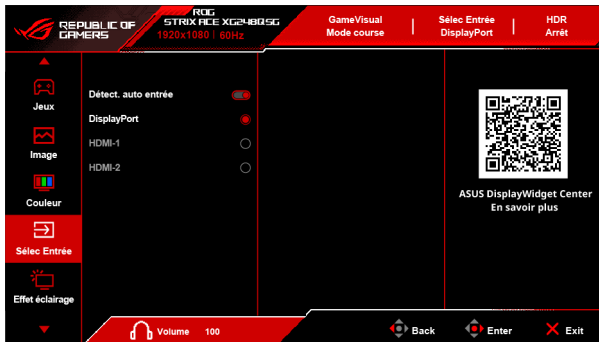 REPUBLIC OF
GAMERS
ROG
STRIX ACE XG248QSG
1920x1080 | 60Hz
GameVisual
Mode course
Sélec Entrée
DisplayPort
HDR
Arrêt
Jeux
Image
Couleur
Sélec Entrée
Effet éclairage
Détect. auto entrée
DisplayPort
HDMI-1
HDMI-2
ASUS DisplayWidget Center
En savoir plus
Volume 100
Back
Enter
Exit